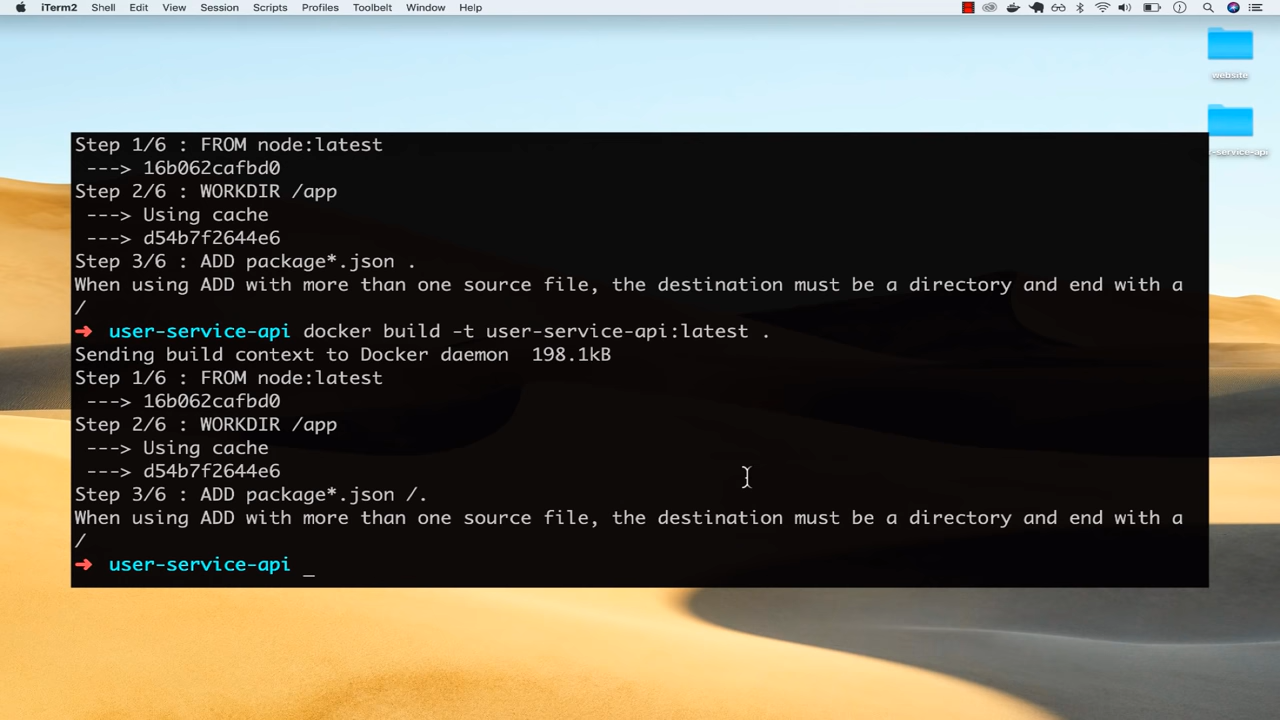 iTerm2 Shell Edit View Session Scripts Profiles Toolbelt Window Help
website
r-service-api
Step 1/6 : FROM node:latest
---> 16b062cafbd0
Step 2/6 : WORKDIR /app
---> Using cache
---> d54b7f2644e6
Step 3/6 : ADD package*.json .
When using ADD with more than one source file, the destination must be a directory and end with a
/
➜ user-service-api docker build -t user-service-api:latest .
Sending build context to Docker daemon 198.1kB
Step 1/6 : FROM node:latest
---> 16b062cafbd0
Step 2/6 : WORKDIR /app
---> Using cache
---> d54b7f2644e6
Step 3/6 : ADD package*.json /.
When using ADD with more than one source file, the destination must be a directory and end with a
/
➜ user-service-api _